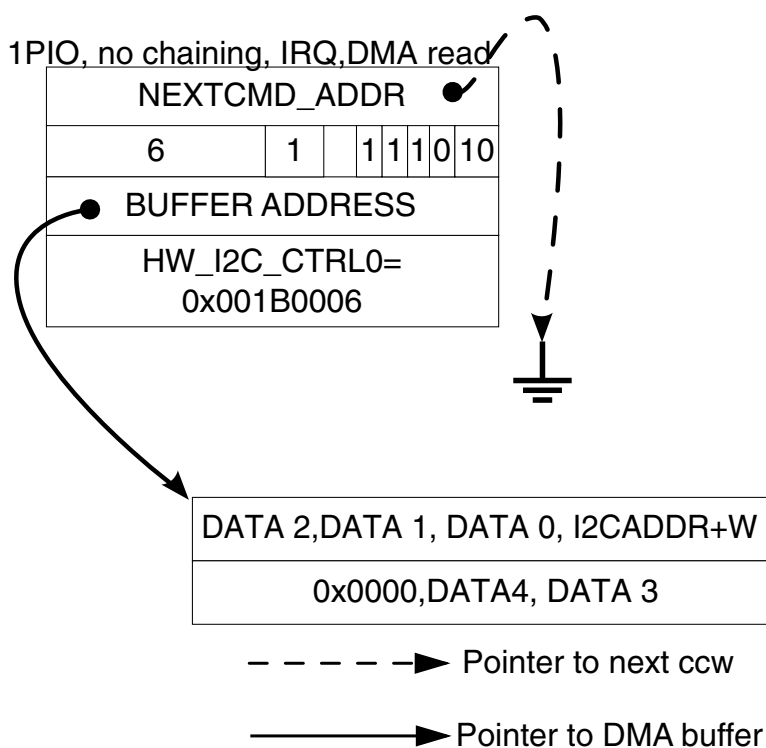 1PIO, no chaining, IRQ,DMA read
NEXTCMD_ADDR
6 1 1 1 1 0 10
BUFFER ADDRESS
HW_I2C_CTRL0=
0x001B0006
DATA 2,DATA 1, DATA 0, I2CADDR+W
0x0000,DATA4, DATA 3
Pointer to next ccw
Pointer to DMA buffer